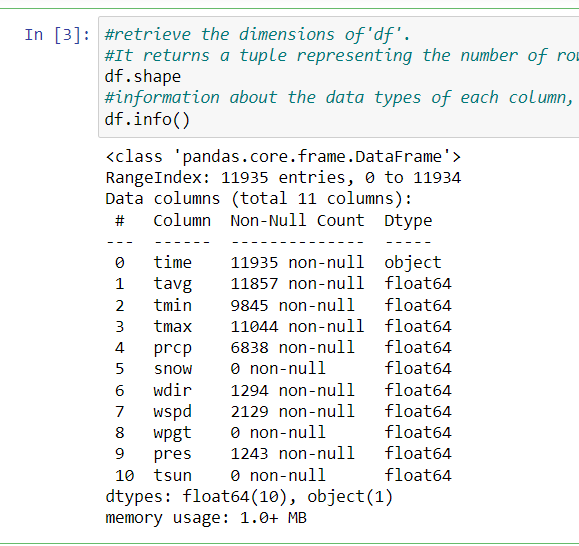 In [3]: #retrieve the dimensions of'df'.
#It returns a tuple representing the number of
df.shape
#information about the data types of each column,
df.info()
<class 'pandas.core.frame.DataFrame'>
RangeIndex: 11935 entries, 0 to 11934
Data columns (total 11 columns):
#   Column  Non-Null Count  Dtype
---  ------  --------------  -----
0   time    11935 non-null  object
1   tavg    11857 non-null  float64
2   tmin    9845 non-null   float64
3   tmax    11044 non-null  float64
4   prcp    6838 non-null   float64
5   snow    0 non-null      float64
6   wdir    1294 non-null   float64
7   wspd    2129 non-null   float64
8   wpgt    0 non-null      float64
9   pres    1243 non-null   float64
10  tsun    0 non-null      float64
dtypes: float64(10), object(1)
memory usage: 1.0+ MB